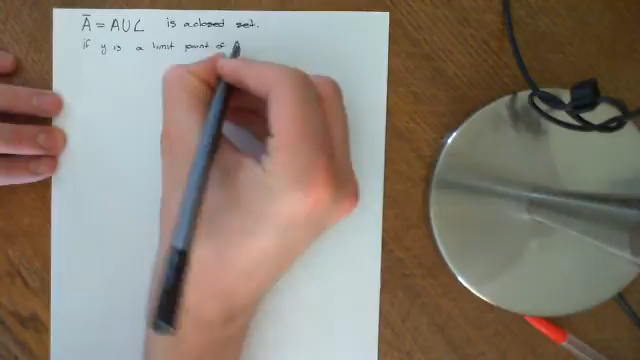 Ā = A ∪ L is a closed set.
if y is a limit point of